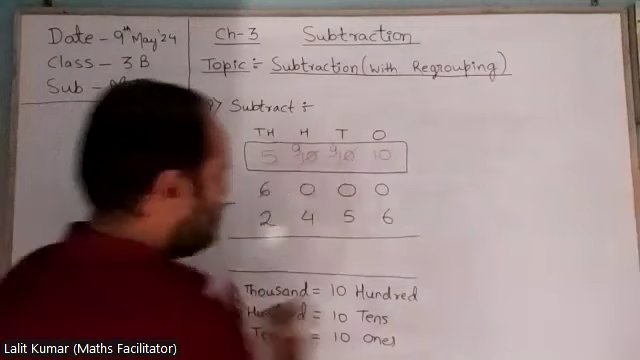 Date - 9th May'24
Class - 3 B
Sub -
Ch-3 Subtraction
Topic :- Subtraction (With Regrouping)
Subtract :-
TH H T O
5 9 10 9 10 10
6 0 0 0
- 2 4 5 6
Thousand = 10 Hundred
= 10 Tens
= 10 Ones
Lalit Kumar (Maths Facilitator)